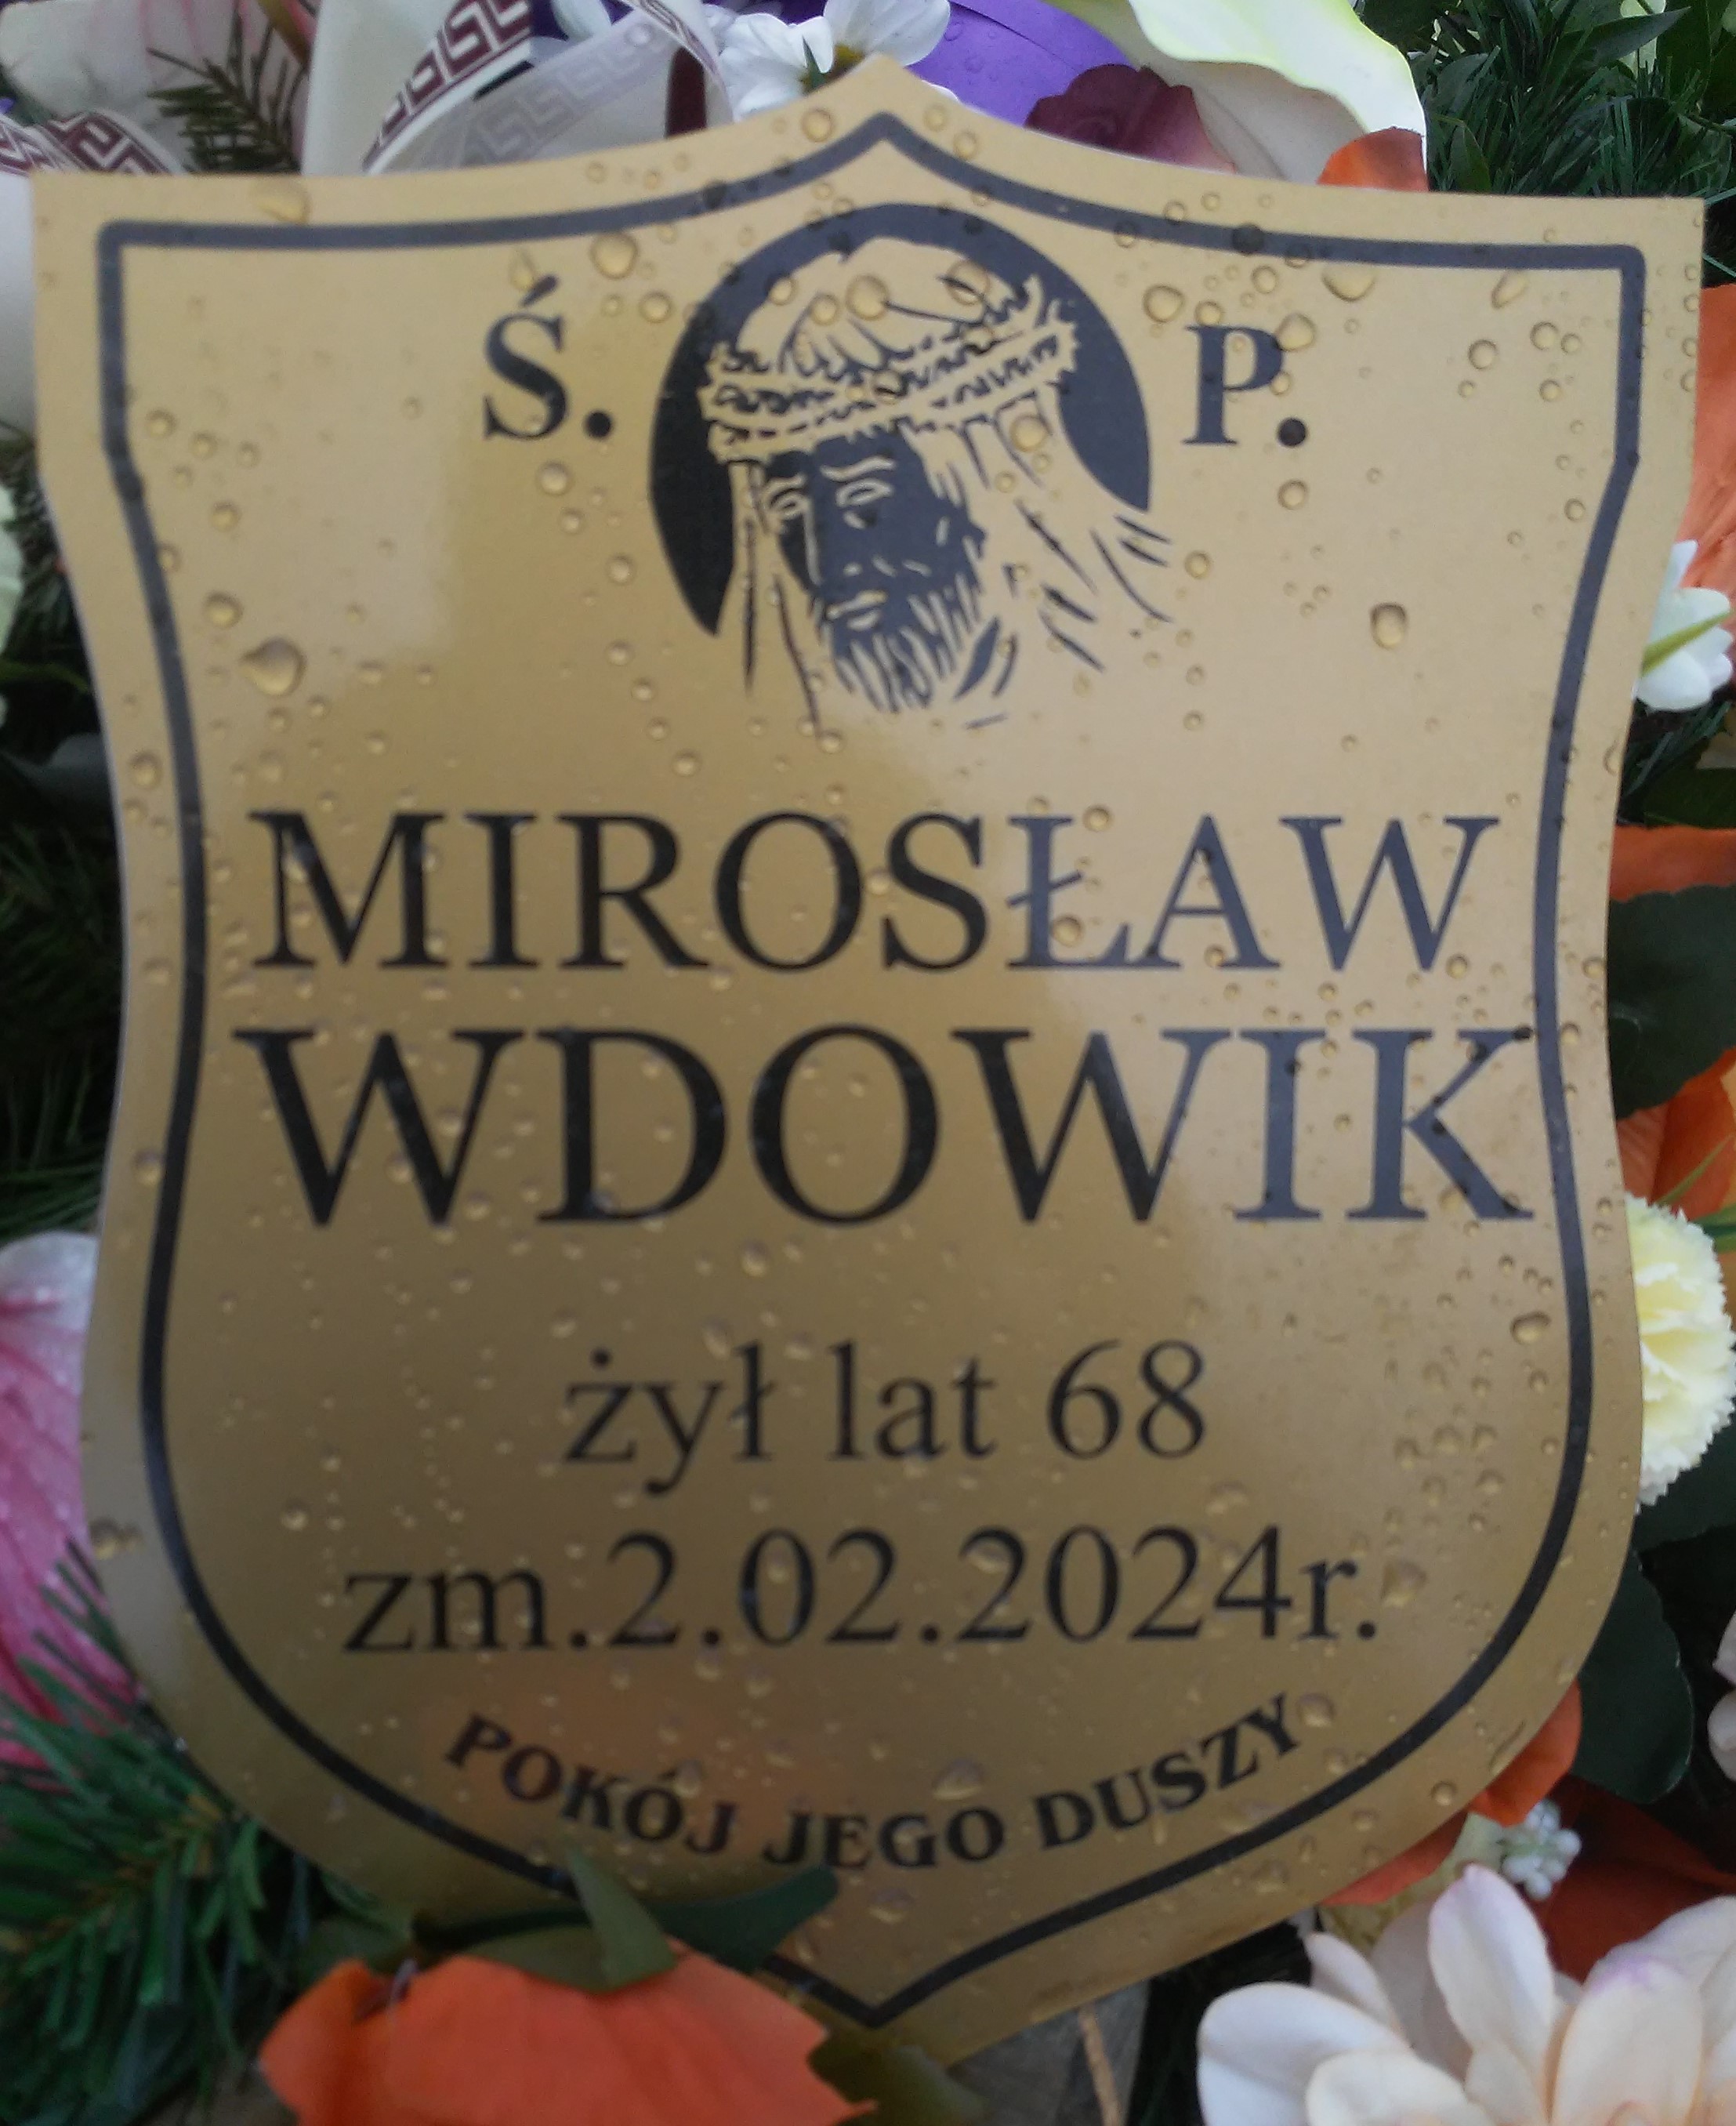 Ś. P.
MIROSŁAW
WDOWIK
żył lat 68
zm.2.02.2024r.
POKÓJ JEGO DUSZY